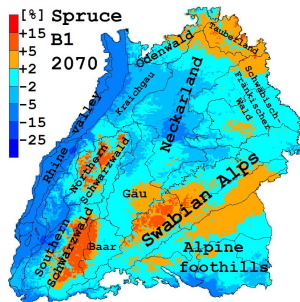 [%] Spruce
+15 B1
+5 2070
+2
-2
-5
-15
-25
Odenwald
Tauberland
Kraichgau
Neckarland
Schwäbisch
Fränkischer
Wald
Rhine valley
Northern
Schwarzwald
Gäu
Swabian Alps
Southern
Schwarzwald
Baar
Alpine
foothills